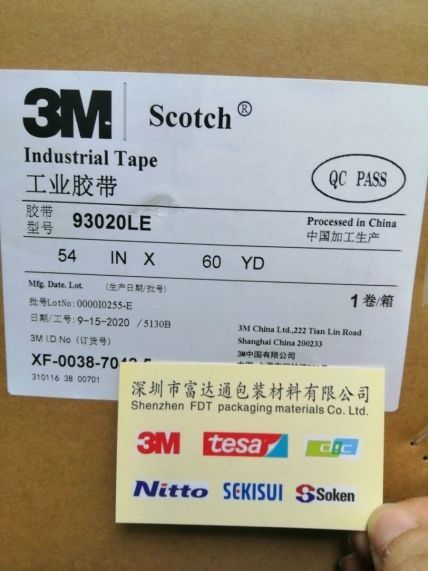 3M Scotch®
Industrial Tape
工业胶带
QC PASS
胶带
型号 93020LE
Processed in China
中国加工生产
54 IN X 60 YD
Mfg. Date. Lot. (生产日期/批号)
批号LotNo: 0000I0255-E
1卷/箱
日期/工号: 9-15-2020 /5130B
3M China Ltd.,222 Tian Lin Road
Shanghai China 200233
3M I.D.No (订货号)
3M中国有限公司
XF-0038-7042-5
310116 38 00701
深圳市富达通包装材料有限公司
Shenzhen FDT packaging materials Co. Ltd.
3M tesa cgc
Nitto SEKISUI Soken